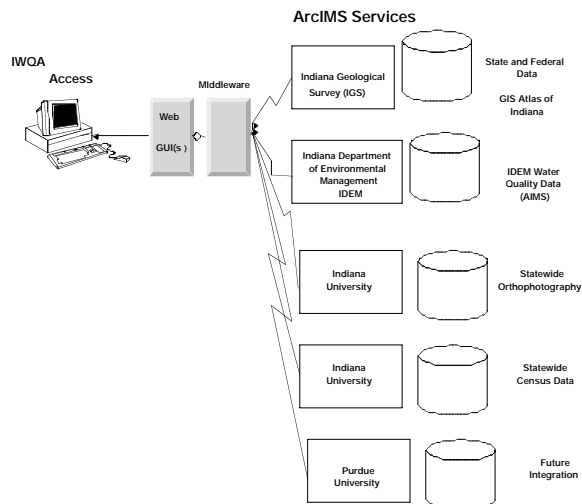 ArcIMS Services
IWQA
Access
MIddleware
Web
GUI(s )
Indiana Geological
Survey (IGS)
State and Federal
Data
GIS Atlas of
Indiana
Indiana Department
of Environmental
Management
IDEM
IDEM Water
Quality Data
(AIMS)
Indiana
University
Statewide
Orthophotography
Indiana
University
Statewide
Census Data
Purdue
University
Future
Integration